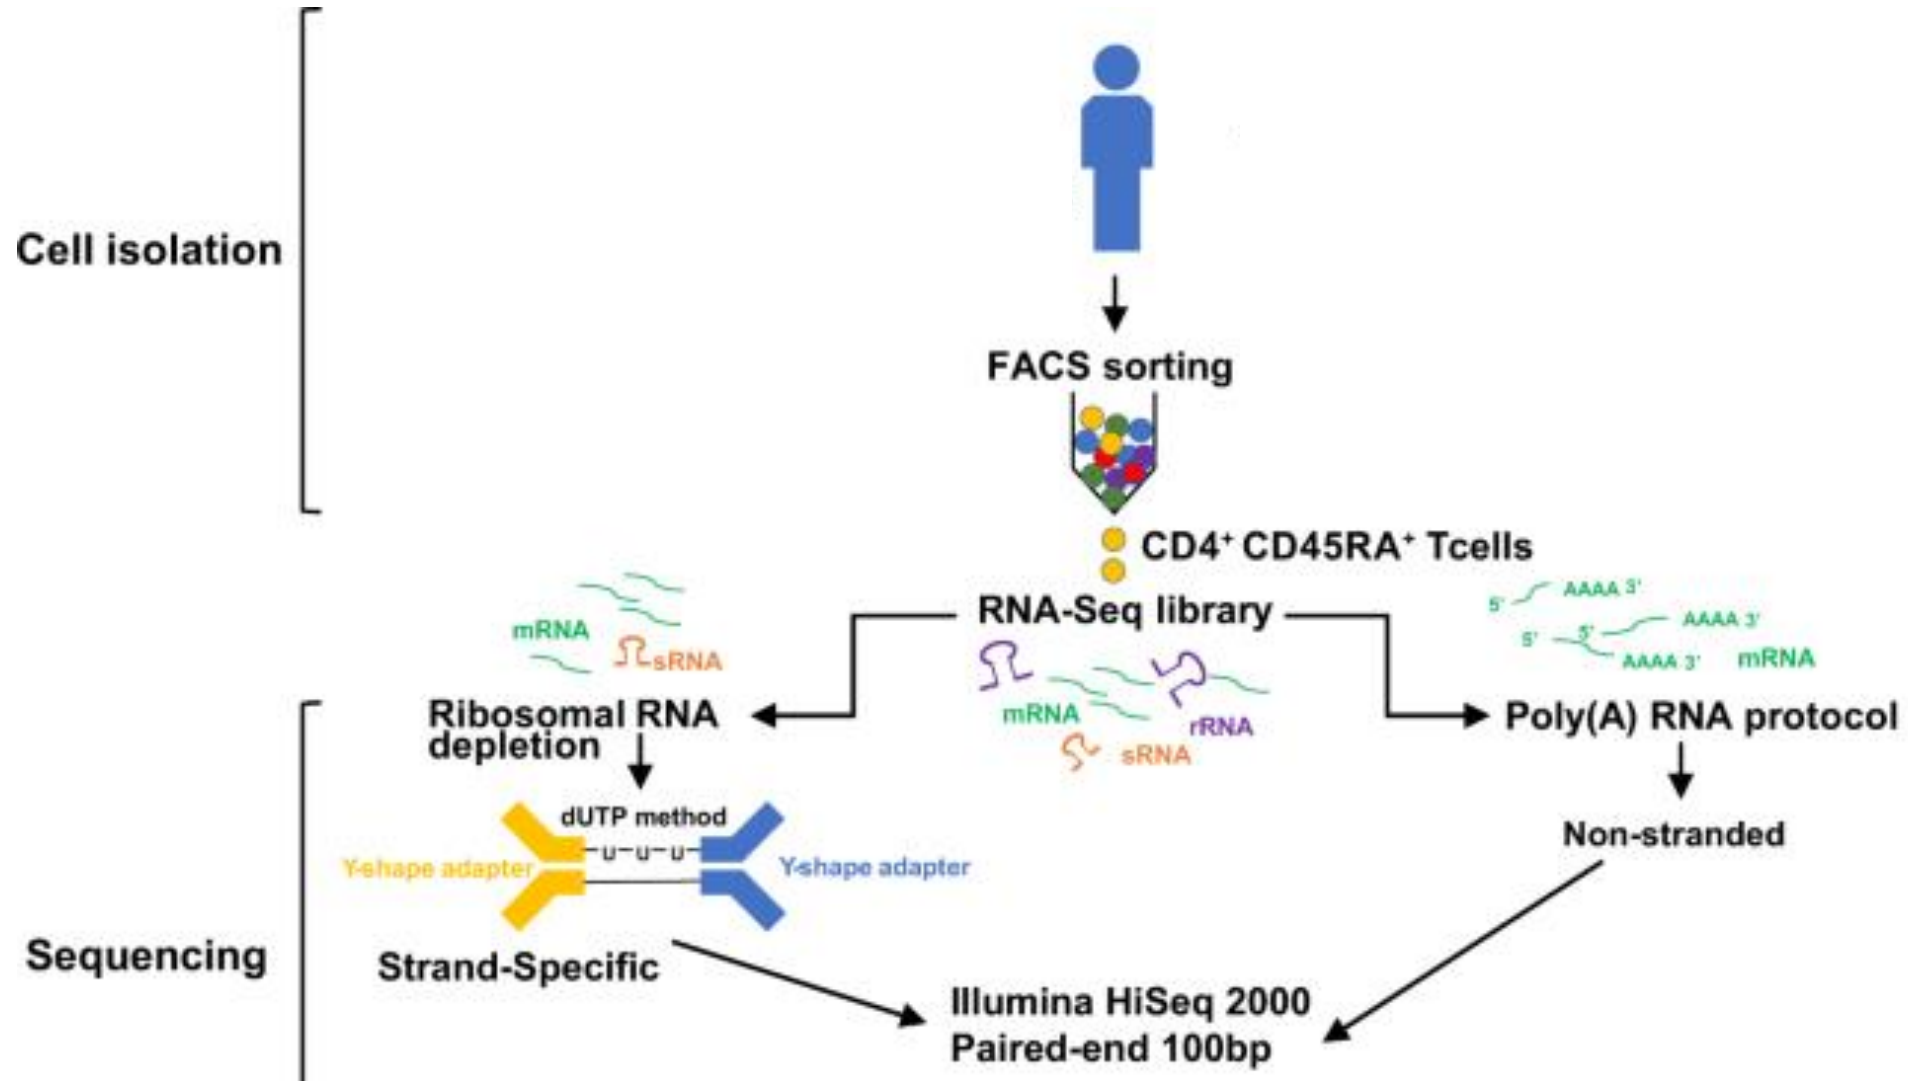 Cell isolation
FACS sorting
CD4⁺ CD45RA⁺ Tcells
RNA-Seq library
mRNA
rRNA
sRNA
mRNA
sRNA
Ribosomal RNA
depletion
dUTP method
U U U
Y-shape adapter
Y-shape adapter
Strand-Specific
5' AAAA 3'
5' AAAA 3'
5' AAAA 3'
mRNA
Poly(A) RNA protocol
Non-stranded
Sequencing
Illumina HiSeq 2000
Paired-end 100bp